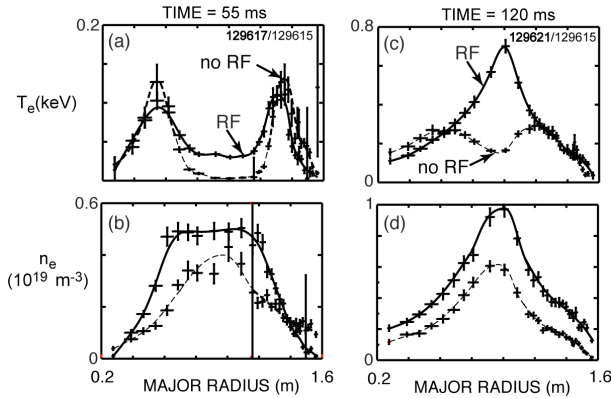 TIME = 55 ms
TIME = 120 ms
0.2
(a)
129617/129615
no RF
RF
Te(keV)
0
0.8
(c)
129621/129615
RF
no RF
0
0.6
(b)
ne
(10^19 m-3)
0
0.2
MAJOR RADIUS (m)
1.6
1
(d)
0
0.2
MAJOR RADIUS (m)
1.6